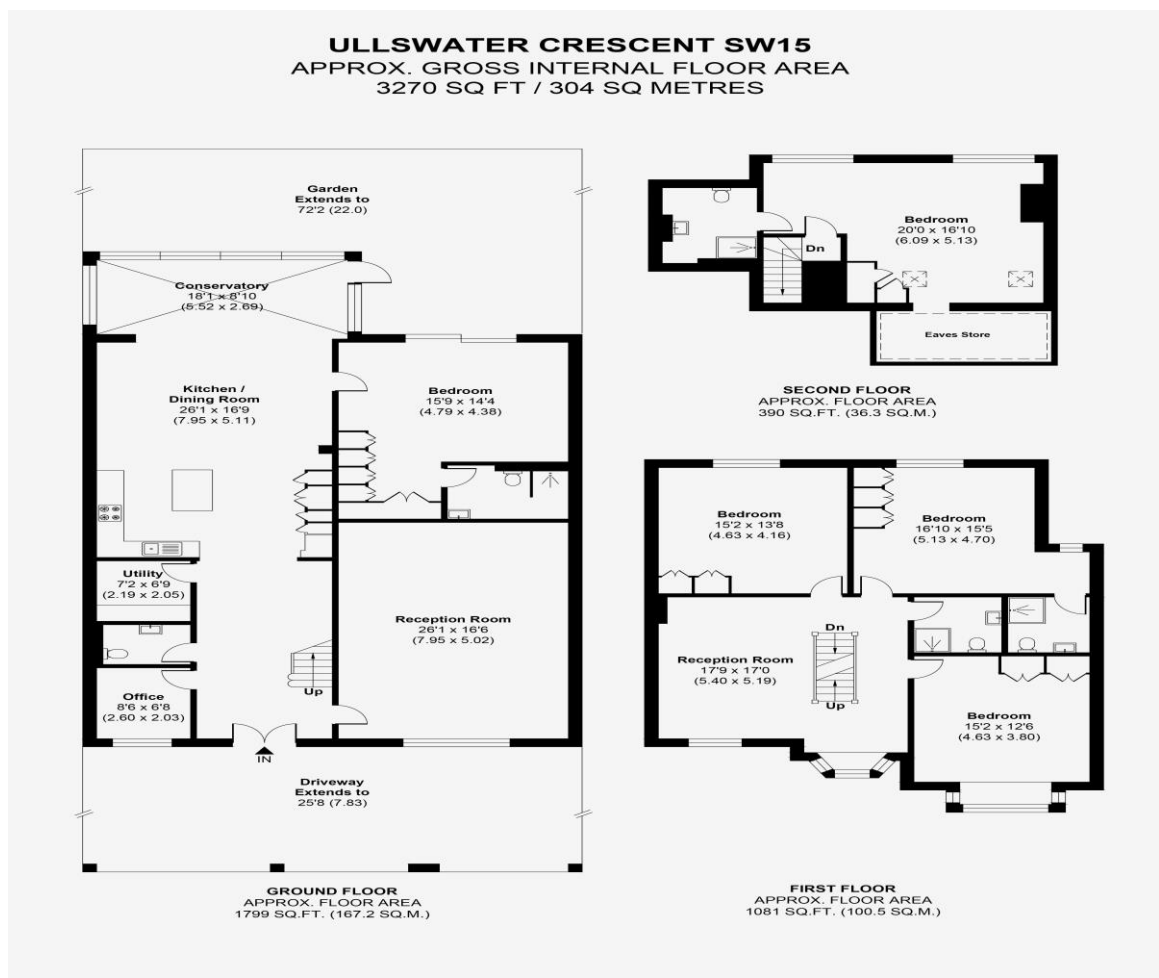 ULLSWATER CRESCENT SW15
APPROX. GROSS INTERNAL FLOOR AREA
3270 SQ FT / 304 SQ METRES
Garden
Extends to
72'2 (22.0)
Conservatory
18'1 x 8'10
(5.52 x 2.69)
Kitchen /
Dining Room
26'1 x 16'9
(7.95 x 5.11)
Bedroom
15'9 x 14'4
(4.79 x 4.38)
Utility
7'2 x 6'9
(2.19 x 2.05)
Reception Room
26'1 x 16'6
(7.95 x 5.02)
Up
Office
8'6 x 6'8
(2.60 x 2.03)
IN
Driveway
Extends to
25'8 (7.83)
GROUND FLOOR
APPROX. FLOOR AREA
1799 SQ.FT. (167.2 SQ.M.)
Bedroom
20'0 x 16'10
(6.09 x 5.13)
Dn
Eaves Store
SECOND FLOOR
APPROX. FLOOR AREA
390 SQ.FT. (36.3 SQ.M.)
Bedroom
15'2 x 13'8
(4.63 x 4.16)
Bedroom
16'10 x 15'5
(5.13 x 4.70)
Dn
Reception Room
17'9 x 17'0
(5.40 x 5.19)
Up
Bedroom
15'2 x 12'6
(4.63 x 3.80)
FIRST FLOOR
APPROX. FLOOR AREA
1081 SQ.FT. (100.5 SQ.M.)